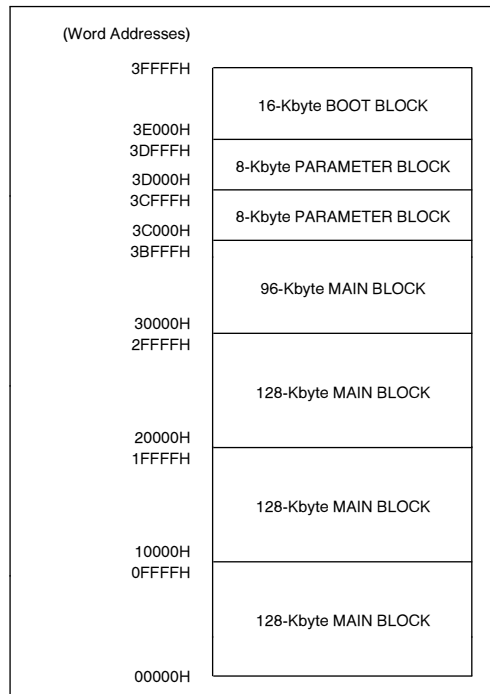 (Word Addresses)
3FFFFH
16-Kbyte BOOT BLOCK
3E000H
3DFFFH
8-Kbyte PARAMETER BLOCK
3D000H
3CFFFH
8-Kbyte PARAMETER BLOCK
3C000H
3BFFFH
96-Kbyte MAIN BLOCK
30000H
2FFFFH
128-Kbyte MAIN BLOCK
20000H
1FFFFH
128-Kbyte MAIN BLOCK
10000H
0FFFFH
128-Kbyte MAIN BLOCK
00000H